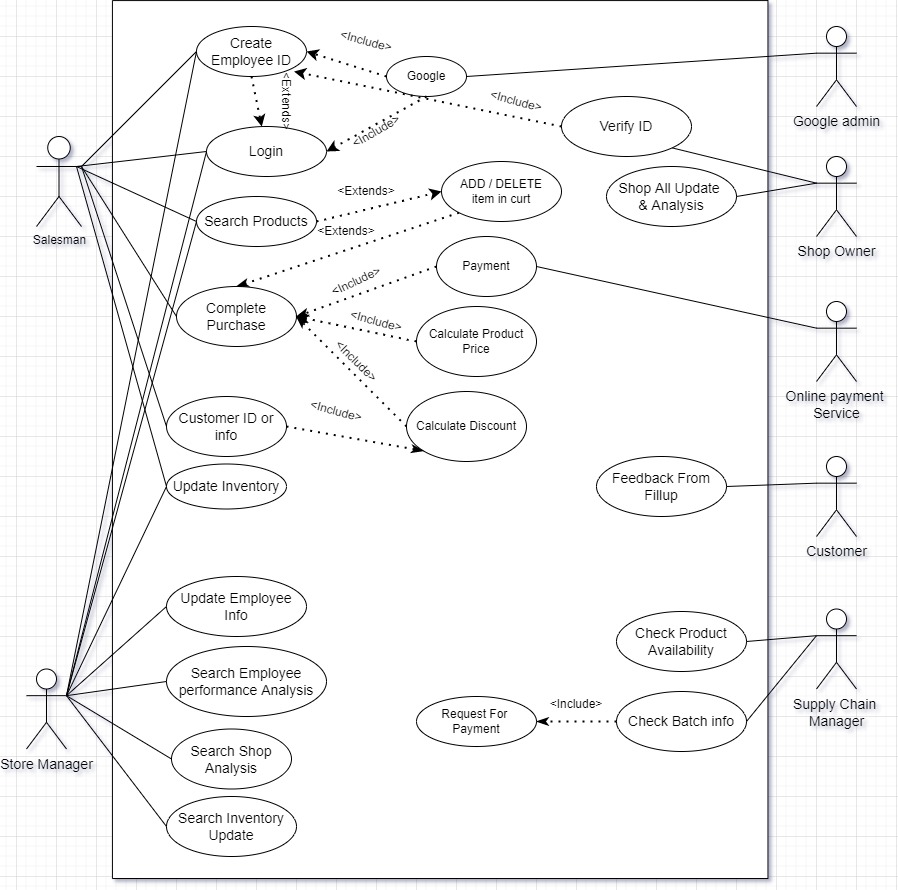 Create
Employee ID
<Include>
Google
<Extends>
<Include>
<Include>
Verify ID
Google admin
Login
Salesman
Search Products
<Extends>
<Extends>
ADD / DELETE
item in curt
Shop All Update
& Analysis
Shop Owner
Complete
Purchase
<Include>
Payment
<Include>
Calculate Product
Price
<Include>
Online payment
Service
Customer ID or
info
<Include>
Calculate Discount
Update Inventory
Feedback From
Fillup
Customer
Update Employee
Info
Search Employee
performance Analysis
Check Product
Availability
Store Manager
Search Shop
Analysis
Request For
Payment
<Include>
Check Batch info
Supply Chain
Manager
Search Inventory
Update